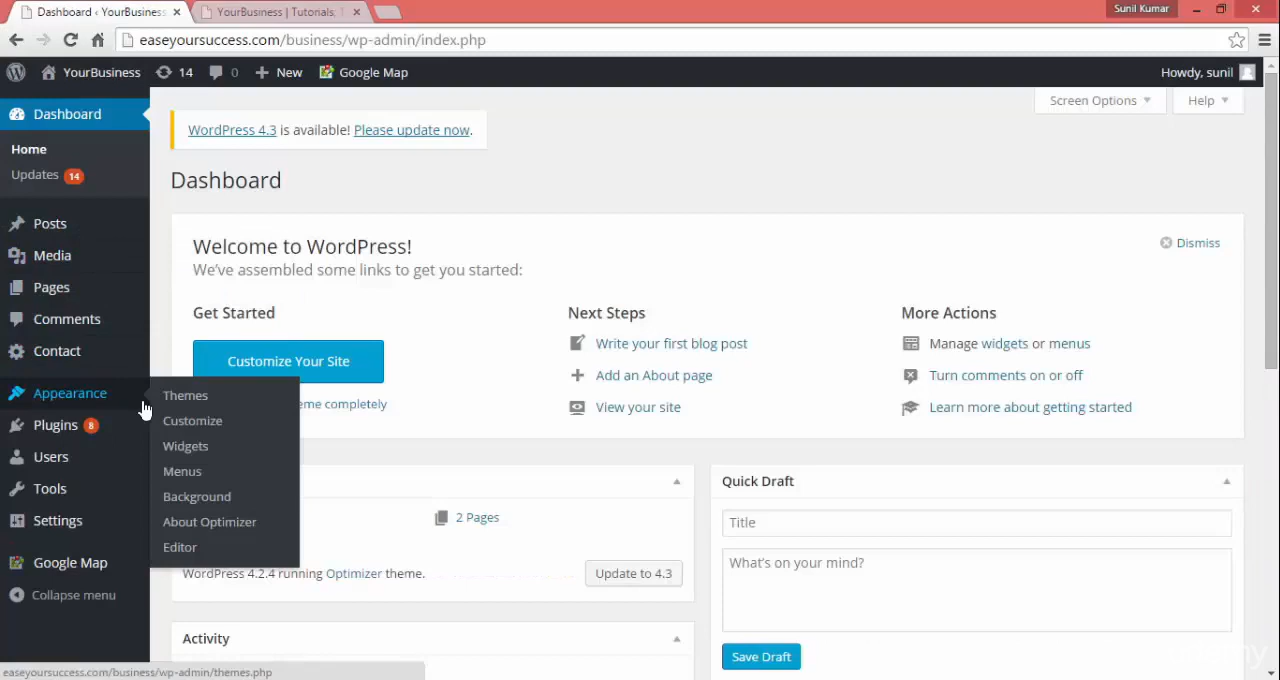 Dashboard ‹ YourBusiness
YourBusiness | Tutorials,
Sunil Kumar
easeyoursuccess.com/business/wp-admin/index.php
YourBusiness
14
0
New
Google Map
Howdy, sunil
Dashboard
Home
Updates 14
Posts
Media
Pages
Comments
Contact
Appearance
Plugins 8
Users
Tools
Settings
Google Map
Collapse menu
Themes
Customize
Widgets
Menus
Background
About Optimizer
Editor
Screen Options
Help
WordPress 4.3 is available! Please update now.
Dashboard
Welcome to WordPress!
We've assembled some links to get you started:
Dismiss
Get Started
Customize Your Site
eme completely
Next Steps
Write your first blog post
Add an About page
View your site
More Actions
Manage widgets or menus
Turn comments on or off
Learn more about getting started
2 Pages
WordPress 4.2.4 running Optimizer theme.
Update to 4.3
Activity
Quick Draft
Title
What's on your mind?
Save Draft
easeyoursuccess.com/business/wp-admin/themes.php
udemy